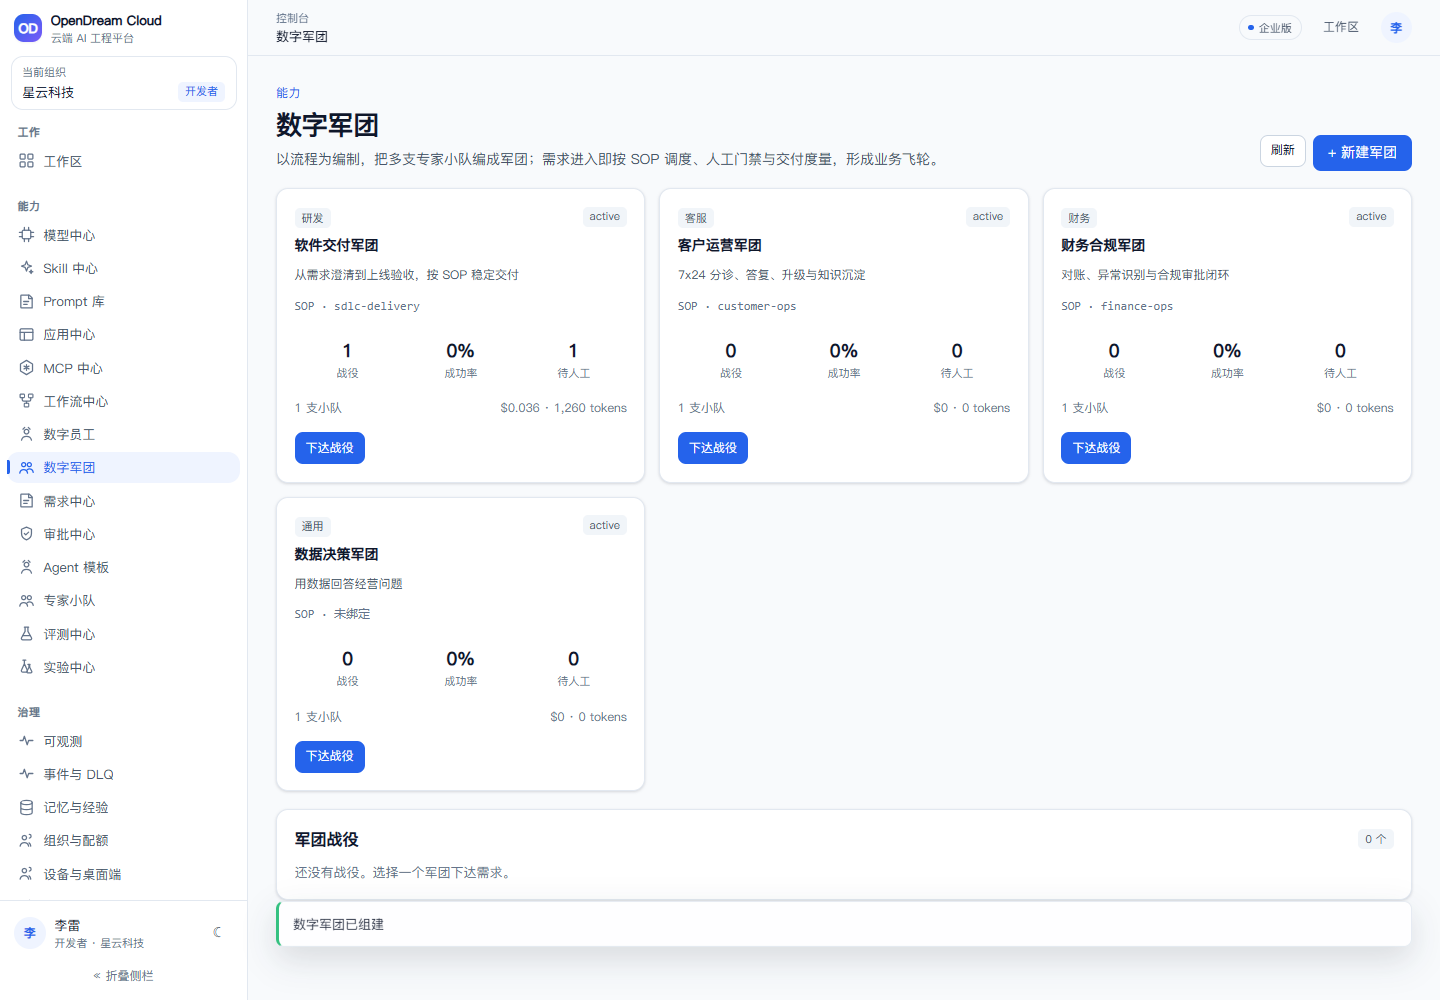 OD
OpenDream Cloud
云端 AI 工程平台
当前组织
星云科技
开发者
工作
工作区
能力
模型中心
Skill 中心
Prompt 库
应用中心
MCP 中心
工作流中心
数字员工
数字军团
需求中心
审批中心
Agent 模板
专家小队
评测中心
实验中心
治理
可观测
事件与 DLQ
记忆与经验
组织与配额
设备与桌面端
李
李雷
开发者 · 星云科技
« 折叠侧栏
控制台
数字军团
企业版
工作区
李
能力
数字军团
以流程为编制，把多支专家小队编成军团；需求进入即按 SOP 调度、人工门禁与交付度量，形成业务飞轮。
刷新
+ 新建军团
研发
active
软件交付军团
从需求澄清到上线验收，按 SOP 稳定交付
SOP · sdlc-delivery
1
0%
1
战役
成功率
待人工
1 支小队
$0.036 · 1,260 tokens
下达战役
客服
active
客户运营军团
7x24 分诊、答复、升级与知识沉淀
SOP · customer-ops
0
0%
0
战役
成功率
待人工
1 支小队
$0 · 0 tokens
下达战役
财务
active
财务合规军团
对账、异常识别与合规审批闭环
SOP · finance-ops
0
0%
0
战役
成功率
待人工
1 支小队
$0 · 0 tokens
下达战役
通用
active
数据决策军团
用数据回答经营问题
SOP · 未绑定
0
0%
0
战役
成功率
待人工
1 支小队
$0 · 0 tokens
下达战役
军团战役
0 个
还没有战役。选择一个军团下达需求。
数字军团已组建